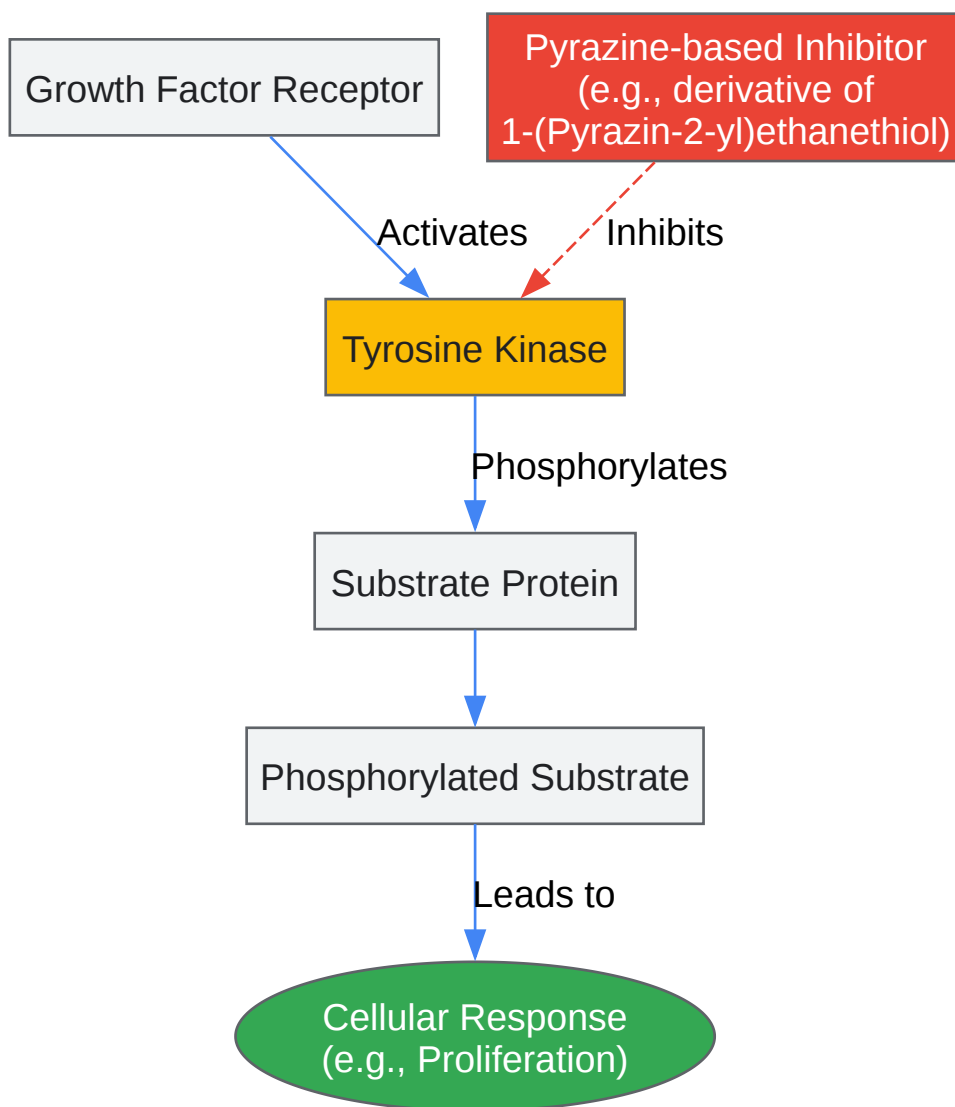 Growth Factor Receptor
Pyrazine-based Inhibitor
(e.g., derivative of
1-(Pyrazin-2-yl)ethanethiol)
Activates
Inhibits
Tyrosine Kinase
Phosphorylates
Substrate Protein
Phosphorylated Substrate
Leads to
Cellular Response
(e.g., Proliferation)